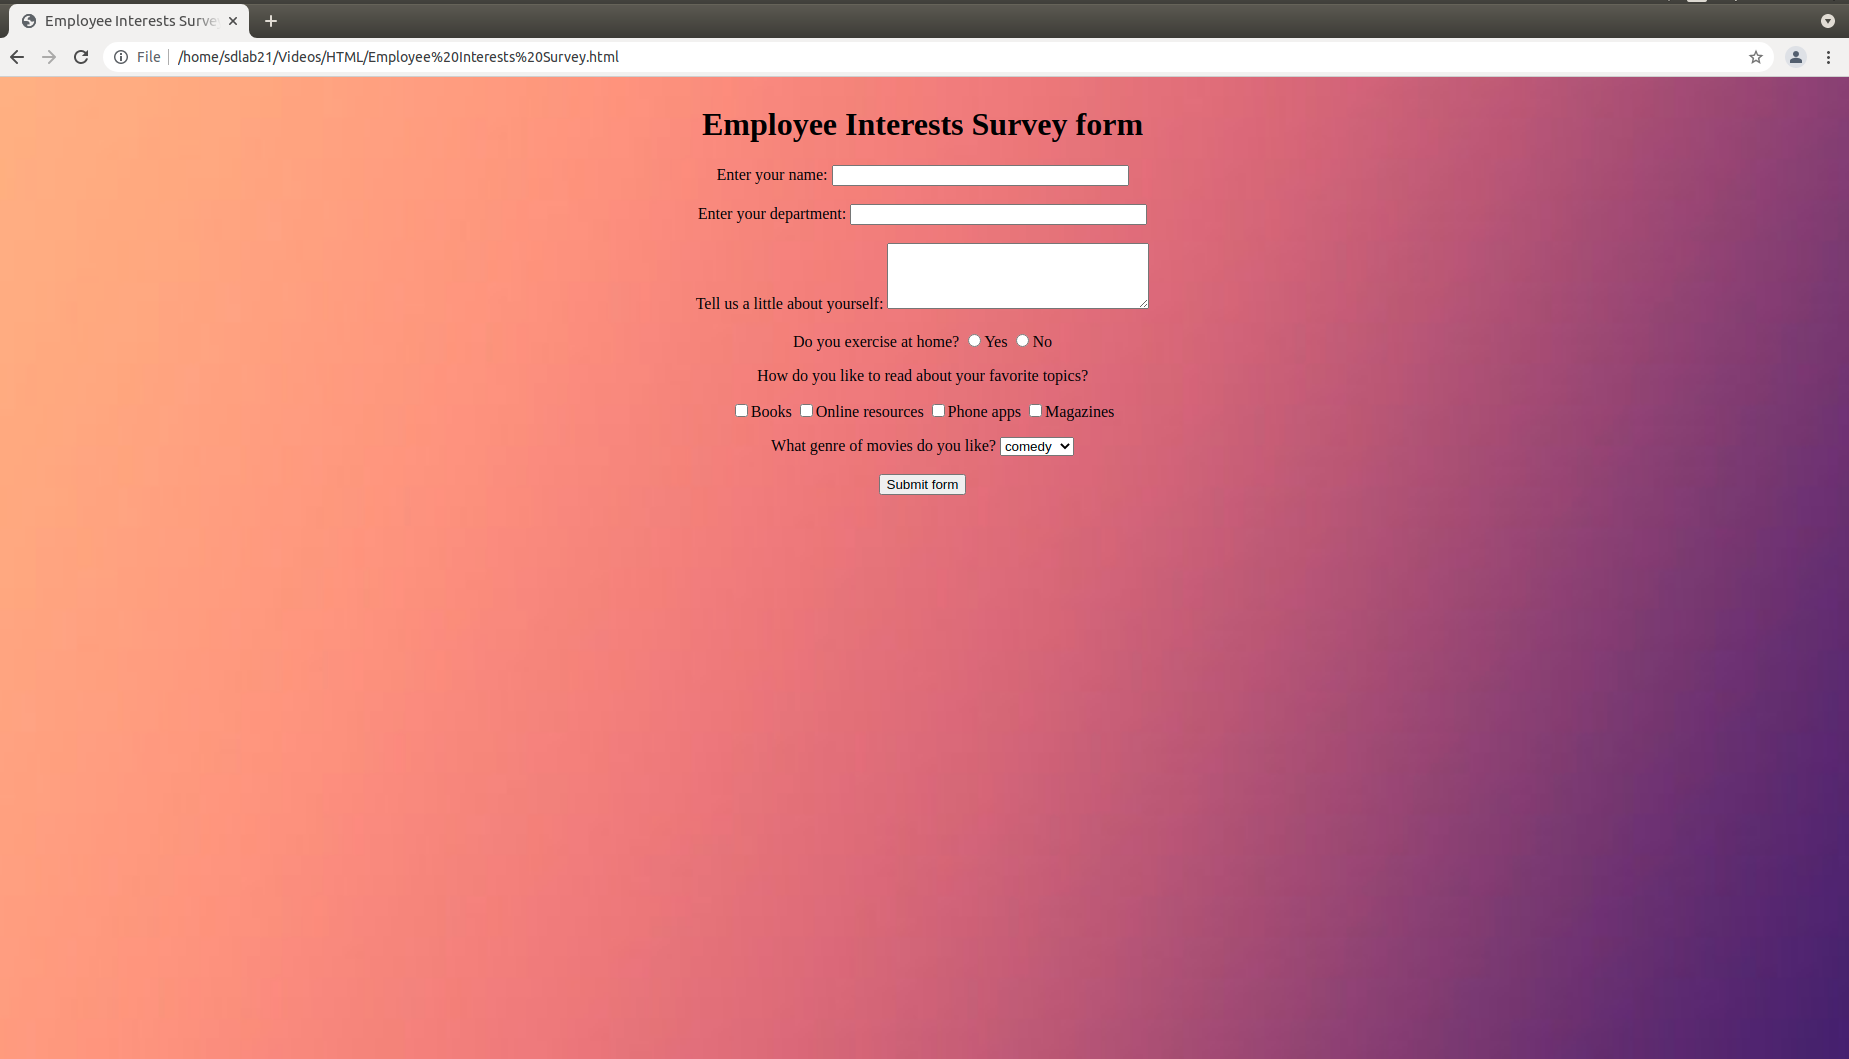 Employee Interests Surve
File
/home/sdlab21/Videos/HTML/Employee%20Interests%20Survey.html
Employee Interests Survey form
Enter your name:
Enter your department:
Tell us a little about yourself:
Do you exercise at home? Yes No
How do you like to read about your favorite topics?
Books Online resources Phone apps Magazines
What genre of movies do you like? comedy
Submit form